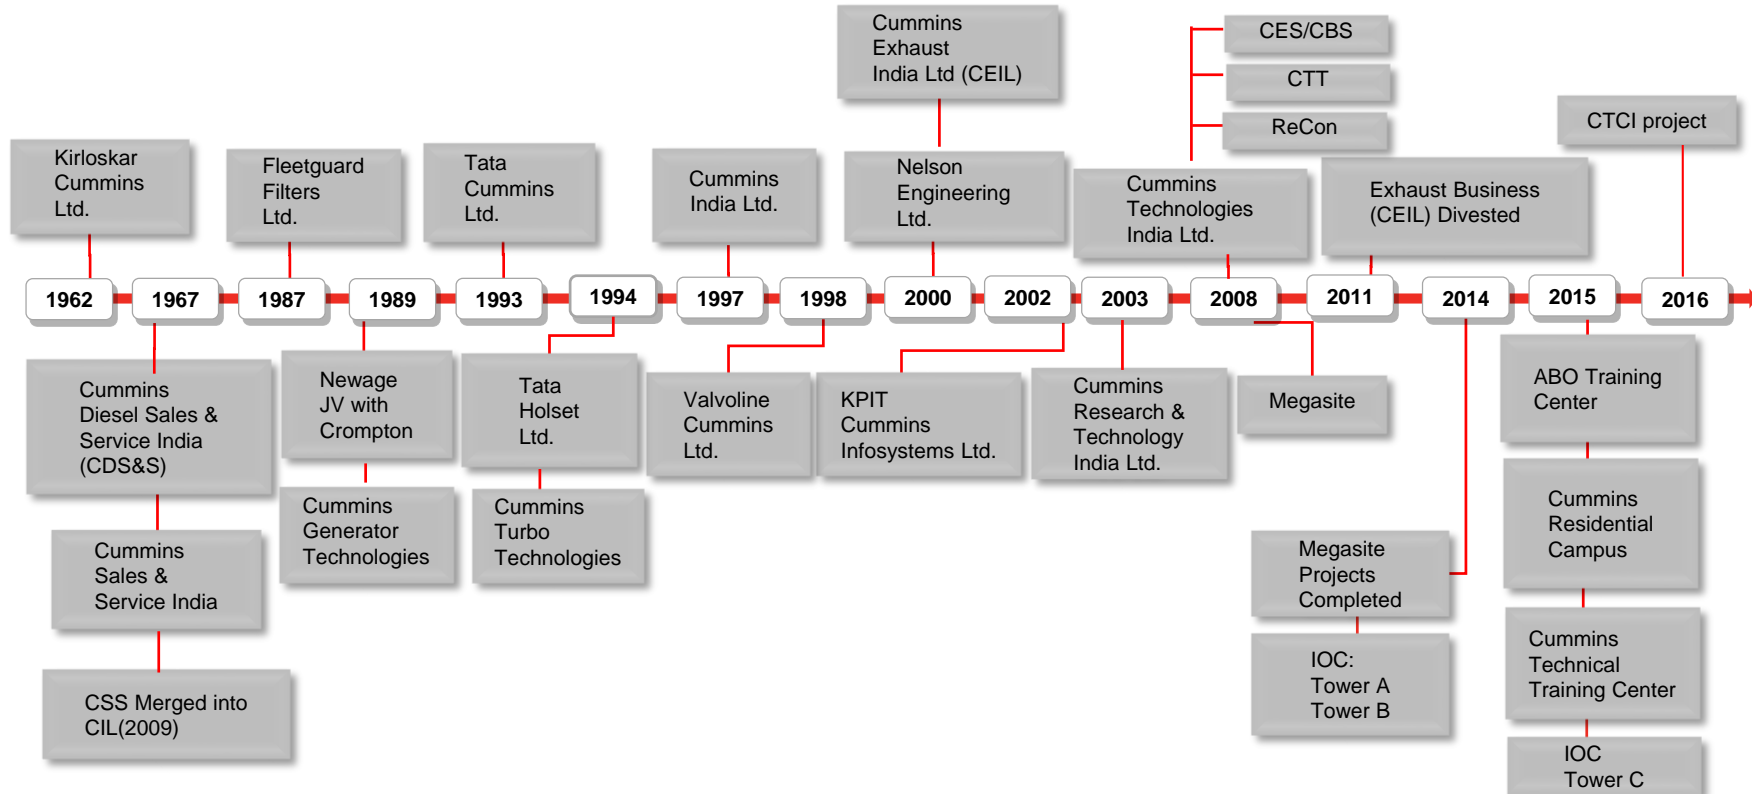 Cummins
Exhaust
India Ltd (CEIL)
CES/CBS
CTT
ReCon
CTCI project
Kirloskar
Cummins
Ltd.
Fleetguard
Filters
Ltd.
Tata
Cummins
Ltd.
Cummins
India Ltd.
Nelson
Engineering
Ltd.
Cummins
Technologies
India Ltd.
Exhaust Business
(CEIL) Divested
1962
1967
1987
1989
1993
1994
1997
1998
2000
2002
2003
2008
2011
2014
2015
2016
Cummins
Diesel Sales &
Service India
(CDS&S)
Newage
JV with
Crompton
Tata
Holset
Ltd.
Valvoline
Cummins
Ltd.
KPIT
Cummins
Infosystems Ltd.
Cummins
Research &
Technology
India Ltd.
Megasite
ABO Training
Center
Cummins
Generator
Technologies
Cummins
Turbo
Technologies
Cummins
Residential
Campus
Cummins
Sales &
Service India
Megasite
Projects
Completed
Cummins
Technical
Training Center
IOC:
Tower A
Tower B
CSS Merged into
CIL(2009)
IOC
Tower C